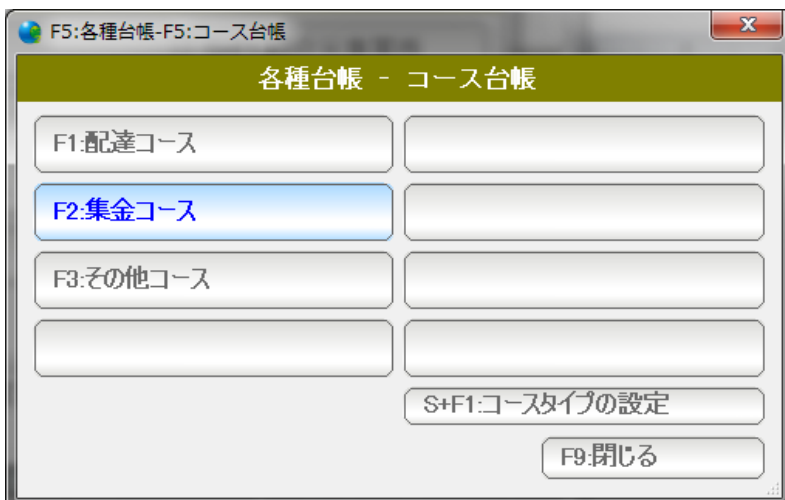 F5:各種台帳-F5:コース台帳
各種台帳 - コース台帳
F1:配達コース
F2:集金コース
F3:その他コース
S+F1:コースタイプの設定
F9:閉じる